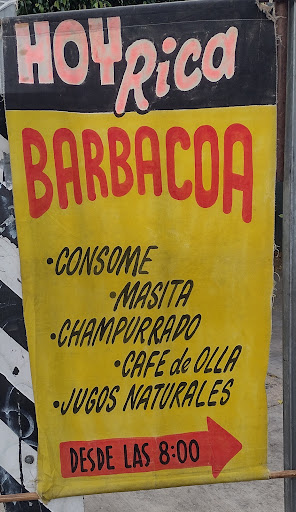 HOY Rica
BARBACOA
•CONSOME
•MASITA
•CHAMPURRADO
•CAFE de OLLA
•JUGOS NATURALES
DESDE LAS 8:00